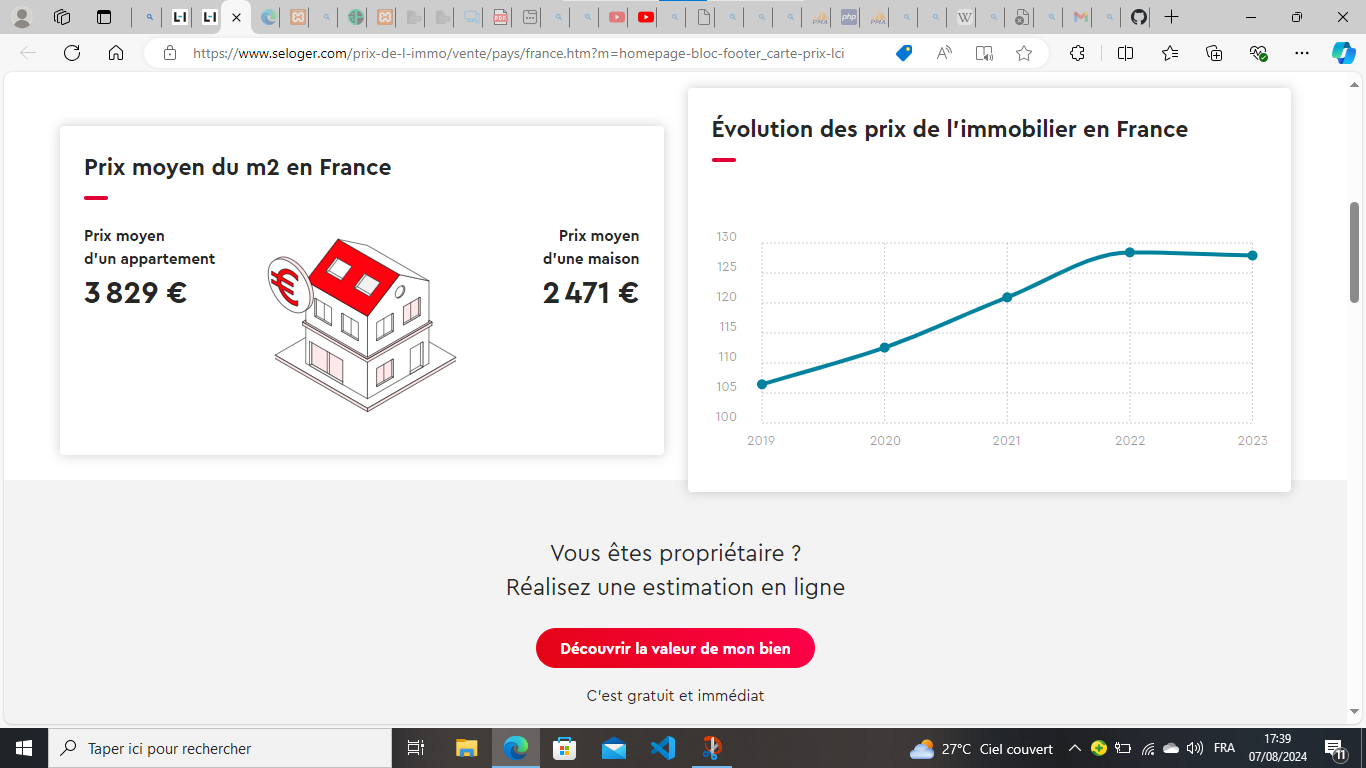 https://www.seloger.com/prix-de-l-immo/vente/pays/france.htm?m=homepage-bloc-footer_carte-prix-lci
Prix moyen du m2 en France
Prix moyen
d'un appartement
3 829 €
Prix moyen
d'une maison
2 471 €
Évolution des prix de l'immobilier en France
130
125
120
115
110
105
100
2019 2020 2021 2022 2023
Vous êtes propriétaire ?
Réalisez une estimation en ligne
Découvrir la valeur de mon bien
C'est gratuit et immédiat
Taper ici pour rechercher
27°C Ciel couvert
FRA
17:39
07/08/2024
11